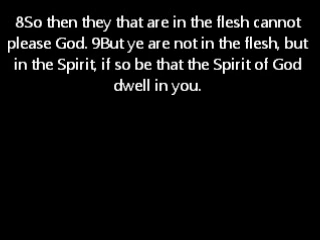 8So then they that are in the flesh cannot
please God. 9But ye are not in the flesh, but
in the Spirit, if so be that the Spirit of God
dwell in you.